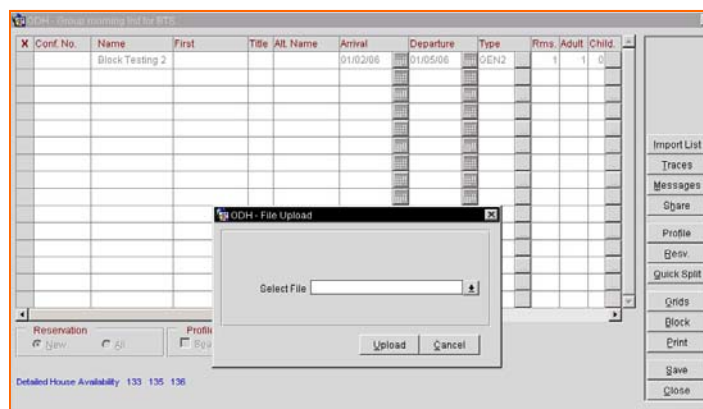 ODH - Group rooming list for BTS.
X Conf. No. Name First Title Alt. Name Arrival Departure Type Rms. Adult Child.
Block Testing 2 01/02/06 01/05/06 GEN2 1 1 0
Import List
Traces
Messages
Share
Profile
Resv.
Quick Split
Grids
Block
Print
Save
Close
ODH - File Upload
Select File
Upload Cancel
Reservation
New All
Detailed House Availability 133 135 136